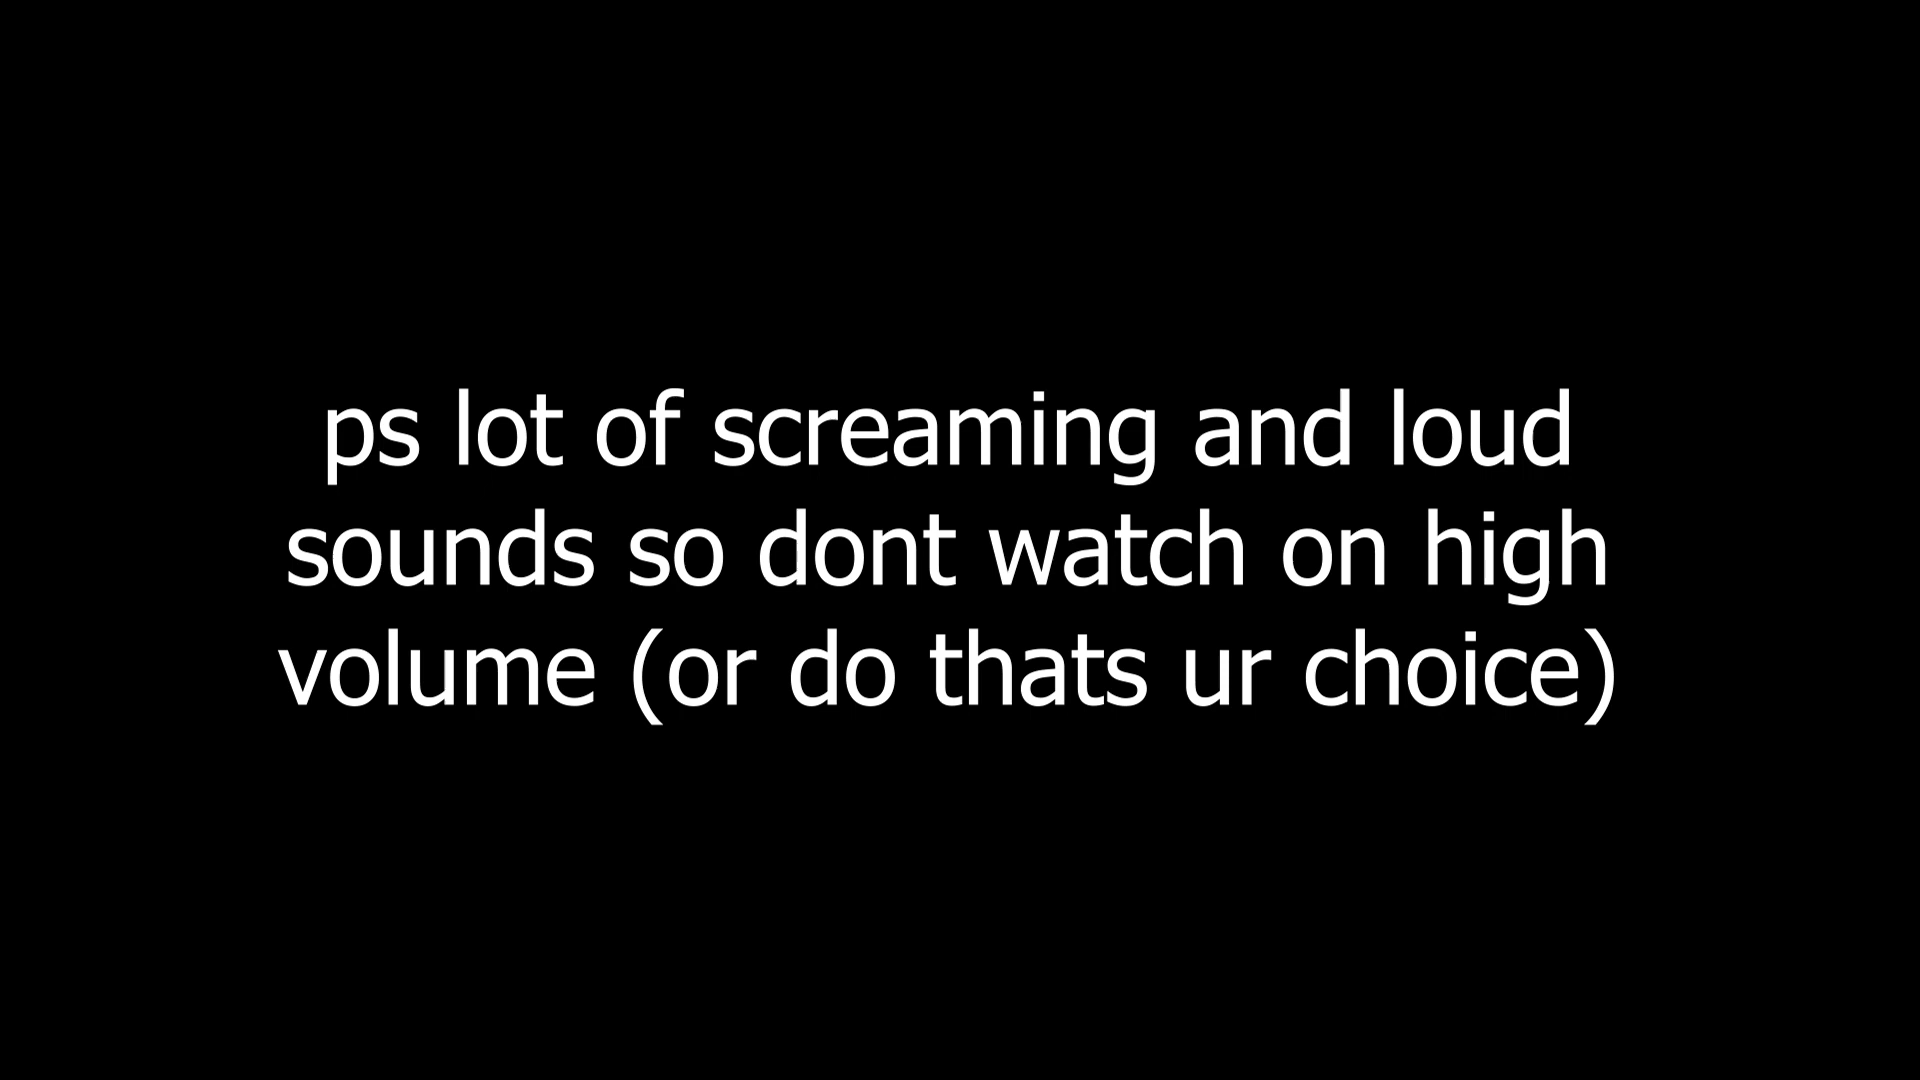 ps lot of screaming and loud
sounds so dont watch on high
volume (or do thats ur choice)